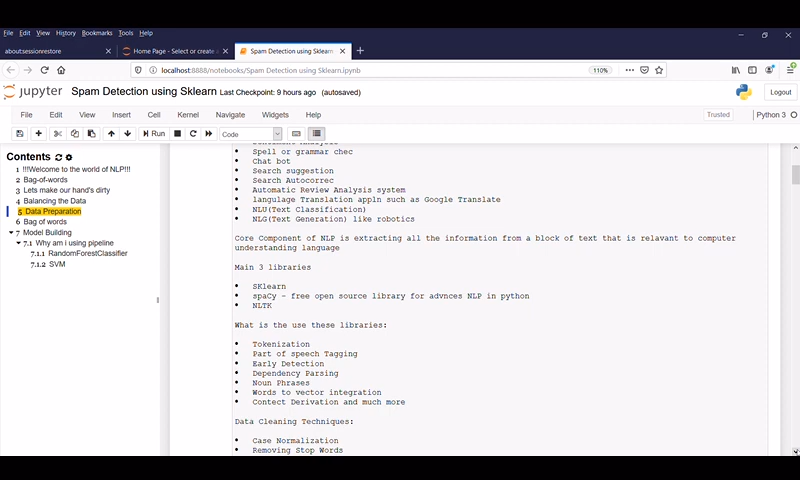 File Edit View History Bookmarks Tools Help
about:sessionrestore
Home Page - Select or create a
Spam Detection using Sklearn
localhost:8888/notebooks/Spam Detection using Sklearn.ipynb
110%
jupyter Spam Detection using Sklearn Last Checkpoint: 9 hours ago (autosaved)
Logout
File Edit View Insert Cell Kernel Navigate Widgets Help
Trusted
Python 3
Run
Code
Contents
1 !!!Welcome to the world of NLP!!!
2 Bag-of-words
3 Lets make our hand's dirty
4 Balancing the Data
5 Data Preparation
6 Bag of words
7 Model Building
7.1 Why am i using pipeline
7.1.1 RandomForestClassifier
7.1.2 SVM
• Spell or grammar chec
• Chat bot
• Search suggestion
• Search Autocorrec
• Automatic Review Analysis system
• langulage Translation appln such as Google Translate
• NLU(Text Classification)
• NLG(Text Generation) like robotics
Core Component of NLP is extracting all the information from a block of text that is relavant to computer
understanding language
Main 3 libraries
• SKlearn
• spaCy - free open source library for advnces NLP in python
• NLTK
What is the use these libraries:
• Tokenization
• Part of speech Tagging
• Early Detection
• Dependency Parsing
• Noun Phrases
• Words to vector integration
• Contect Derivation and much more
Data Cleaning Techniques:
• Case Normalization
• Removing Stop Words